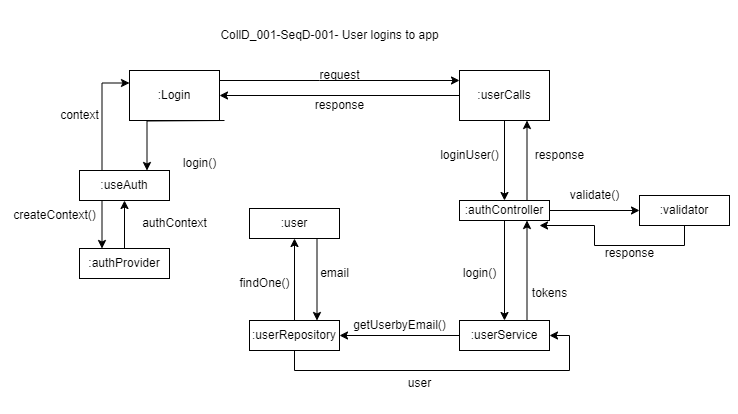 CollD_001-SeqD-001- User logins to app
request
:Login
:userCalls
response
context
loginUser()
response
login()
:useAuth
validate()
createContext()
authContext
:user
:authController
:validator
:authProvider
response
findOne()
email
login()
tokens
getUserbyEmail()
:userRepository
:userService
user